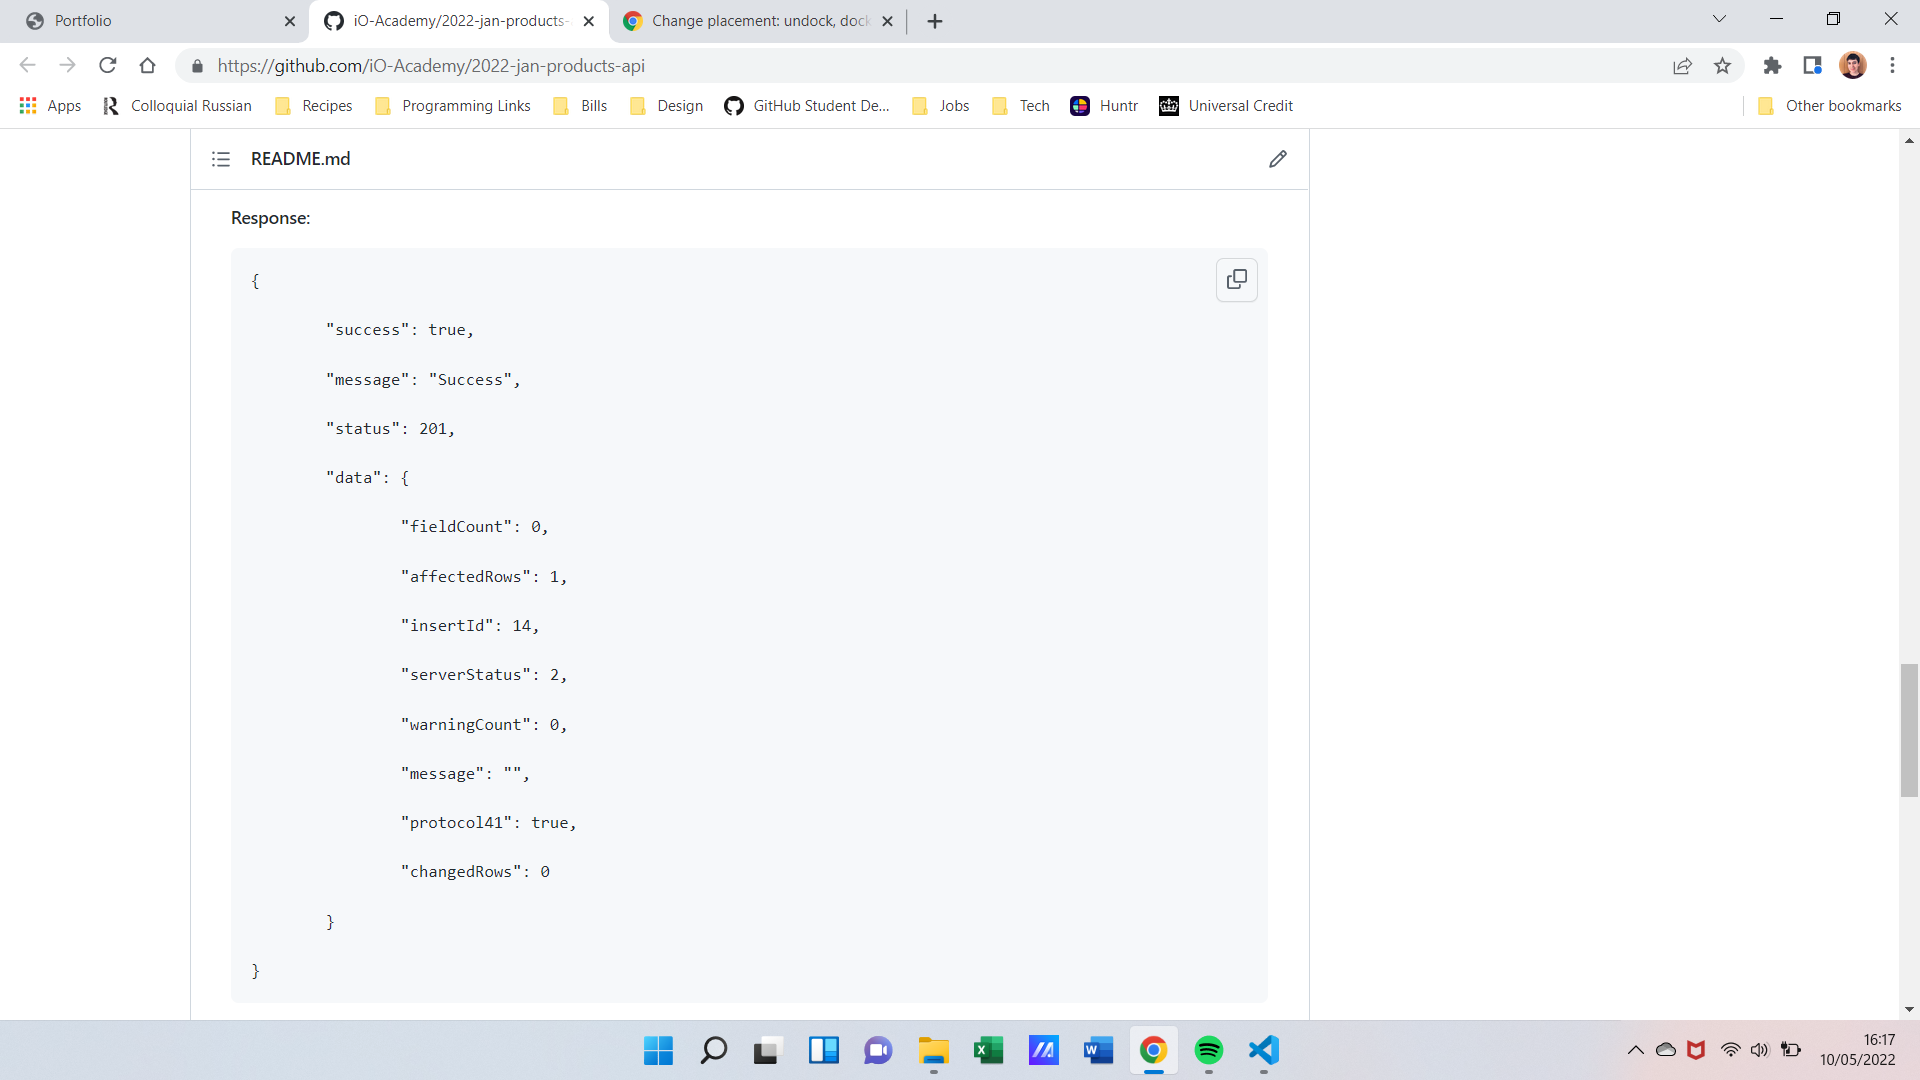 Portfolio
iO-Academy/2022-jan-products-
Change placement: undock, dock
https://github.com/iO-Academy/2022-jan-products-api
Apps
Colloquial Russian
Recipes
Programming Links
Bills
Design
GitHub Student De...
Jobs
Tech
Huntr
Universal Credit
Other bookmarks
README.md
Response:
{
"success": true,
"message": "Success",
"status": 201,
"data": {
"fieldCount": 0,
"affectedRows": 1,
"insertId": 14,
"serverStatus": 2,
"warningCount": 0,
"message": "",
"protocol41": true,
"changedRows": 0
}
}
16:17
10/05/2022